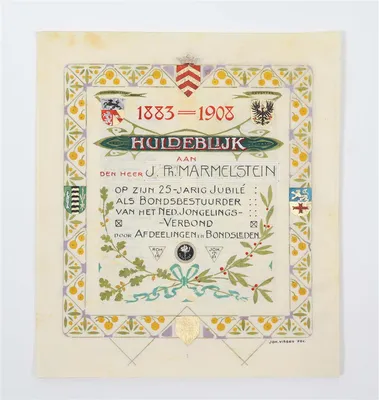 1883=1908
HULDEBLIJK
AAN
DEN HEER J. PH. MARMELSTEIN
OP ZIJN 25-JARIG JUBILÉ
ALS BONDSBESTUURDER
VAN HET NED. JONGELINGS-
-VERBOND
DOOR AFDEELINGEN EN BONDSLEDEN